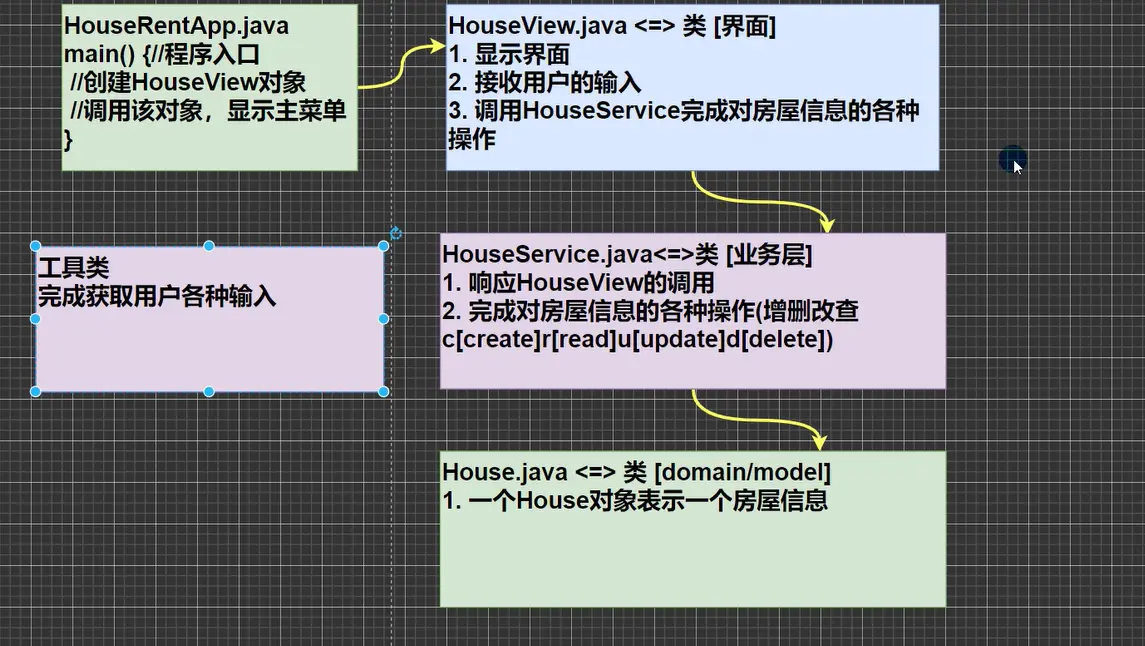 HouseRentApp.java
main() {//程序入口
//创建HouseView对象
//调用该对象，显示主菜单
}
HouseView.java <=> 类 [界面]
1. 显示界面
2. 接收用户的输入
3. 调用HouseService完成对房屋信息的各种
操作
工具类
完成获取用户各种输入
HouseService.java<=>类 [业务层]
1. 响应HouseView的调用
2. 完成对房屋信息的各种操作(增删改查
c[create]r[read]u[update]d[delete])
House.java <=> 类 [domain/model]
1. 一个House对象表示一个房屋信息